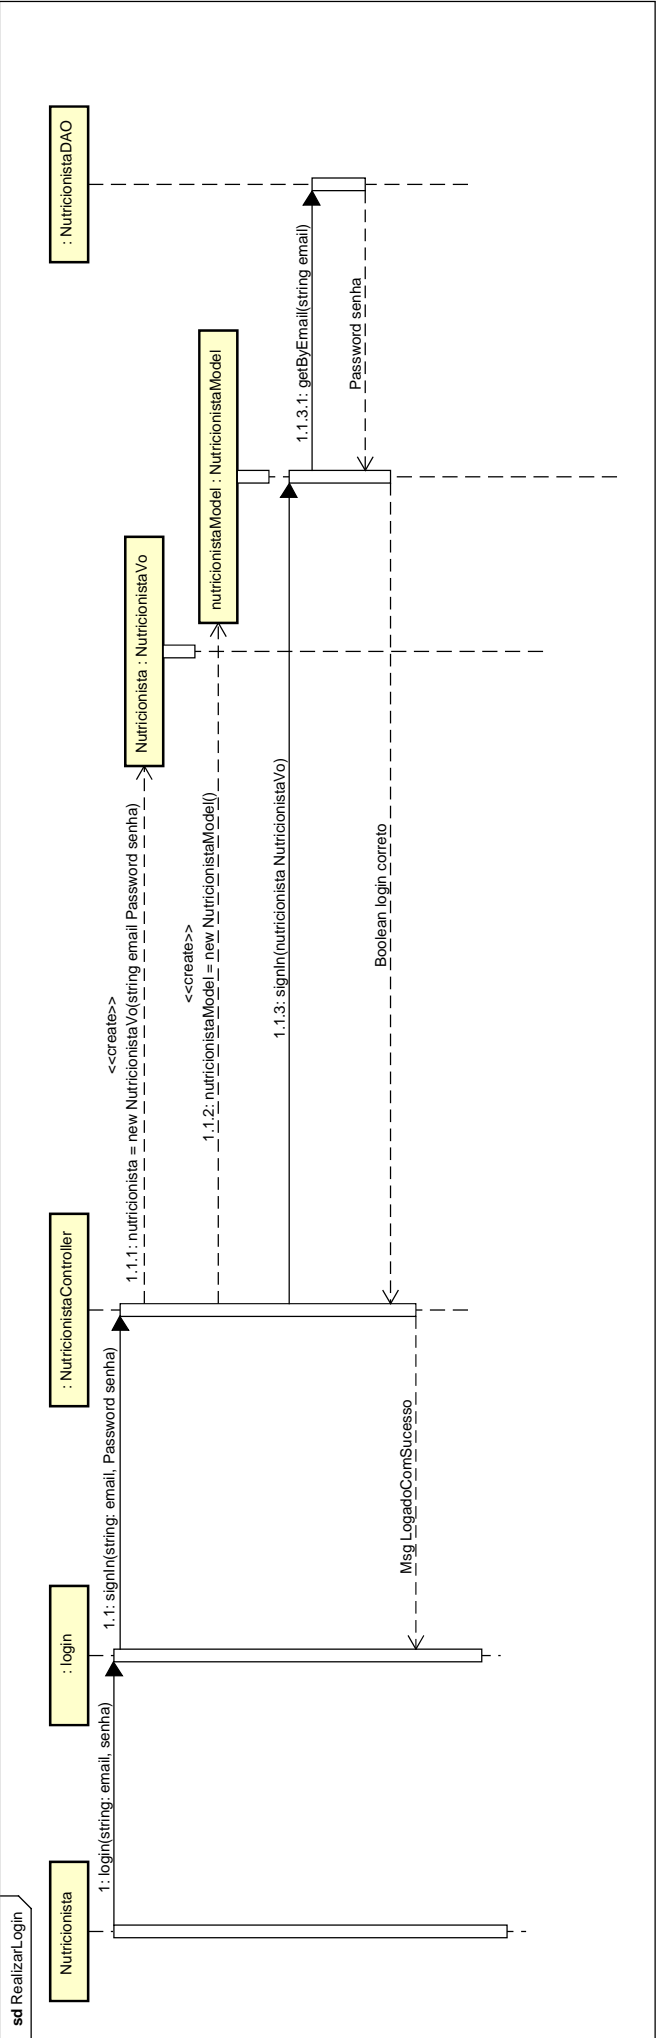 sd RealizarLogin
Nutricionista
: login
: NutricionistaController
: NutricionistaDAO
1: login(string: email, senha)
1.1: signIn(string: email, Password senha)
<<create>>
1.1.1: nutricionista = new NutricionistaVo(string email Password senha)
Nutricionista : NutricionistaVo
<<create>>
1.1.2: nutricionistaModel = new NutricionistaModel()
nutricionistaModel : NutricionistaModel
1.1.3: signIn(nutricionista NutricionistaVo)
1.1.3.1: getByEmail(string email)
Password senha
Boolean login correto
Msg LogadoComSucesso